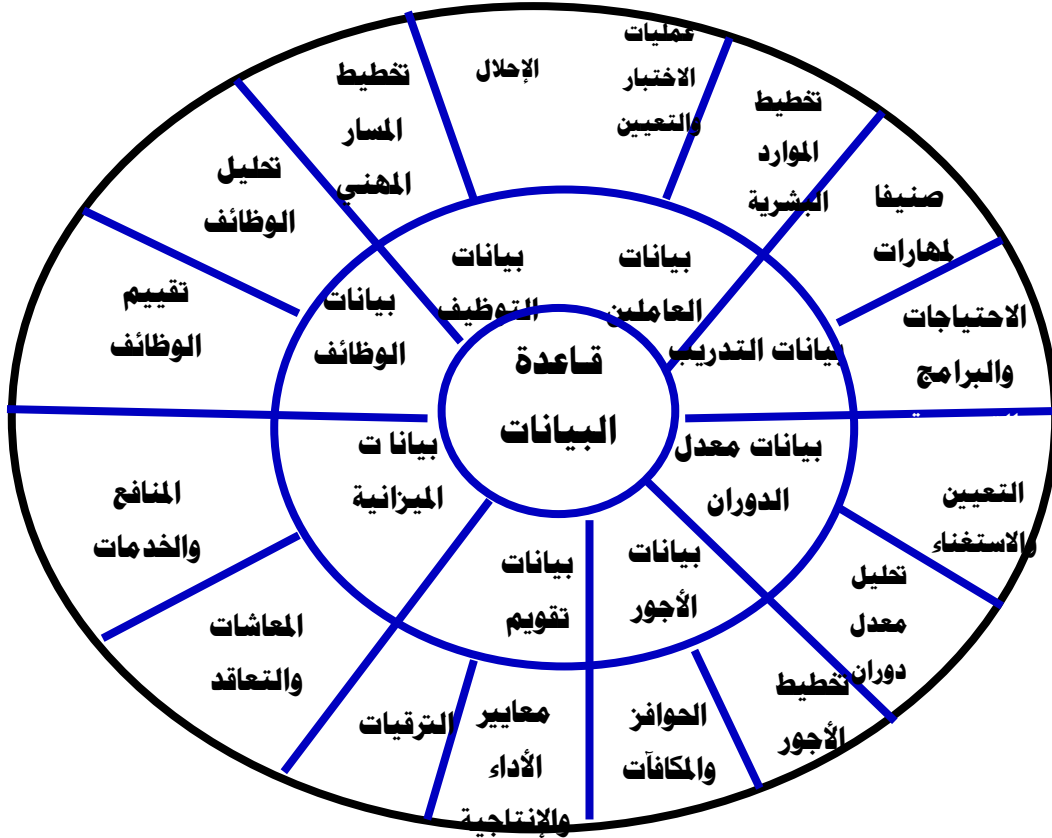 عمليات
الاختبار
والتعيين
الإحلال
تخطيط
المسار
المهني
تخطيط
الموارد
البشرية
تحليل
الوظائف
صنيفا
لمهارات
تقييم
الوظائف
الاحتياجات
والبرامج
بيانات
العاملين
بيانات
التوظيف
بيانات
الوظائف
بيانات التدريب
قاعدة
البيانات
بيانات معدل
الدوران
بيانا ت
الميزانية
بيانات
الأجور
بيانات
تقويم
التعيين
والاستغناء
تحليل
معدل
دوران
تخطيط
الأجور
الحوافز
والمكافآت
معايير
الأداء
والإنتاجية
الترقيات
المعاشات
والتعاقد
المنافع
والخدمات